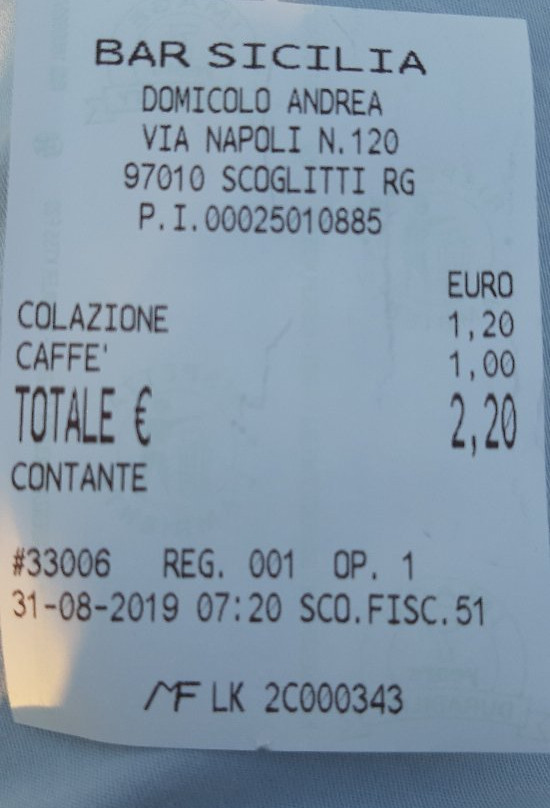 BAR SICILIA
DOMICOLO ANDREA
VIA NAPOLI N.120
97010 SCOGLITTI RG
P.I.00025010885
EURO
COLAZIONE 1,20
CAFFE' 1,00
TOTALE € 2,20
CONTANTE
#33006 REG. 001 OP. 1
31-08-2019 07:20 SCO.FISC.51
MF LK 2C000343